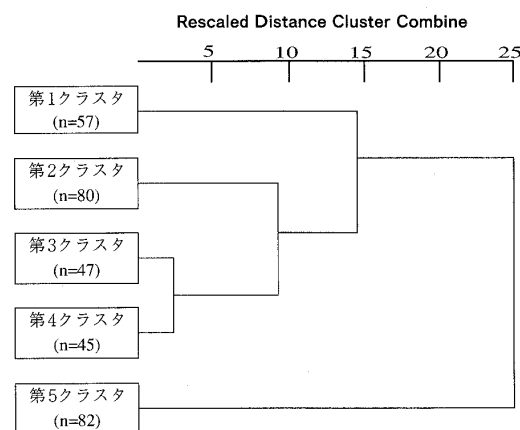 Rescaled Distance Cluster Combine
5 10 15 20 25
第1クラスタ
(n=57)
第2クラスタ
(n=80)
第3クラスタ
(n=47)
第4クラスタ
(n=45)
第5クラスタ
(n=82)